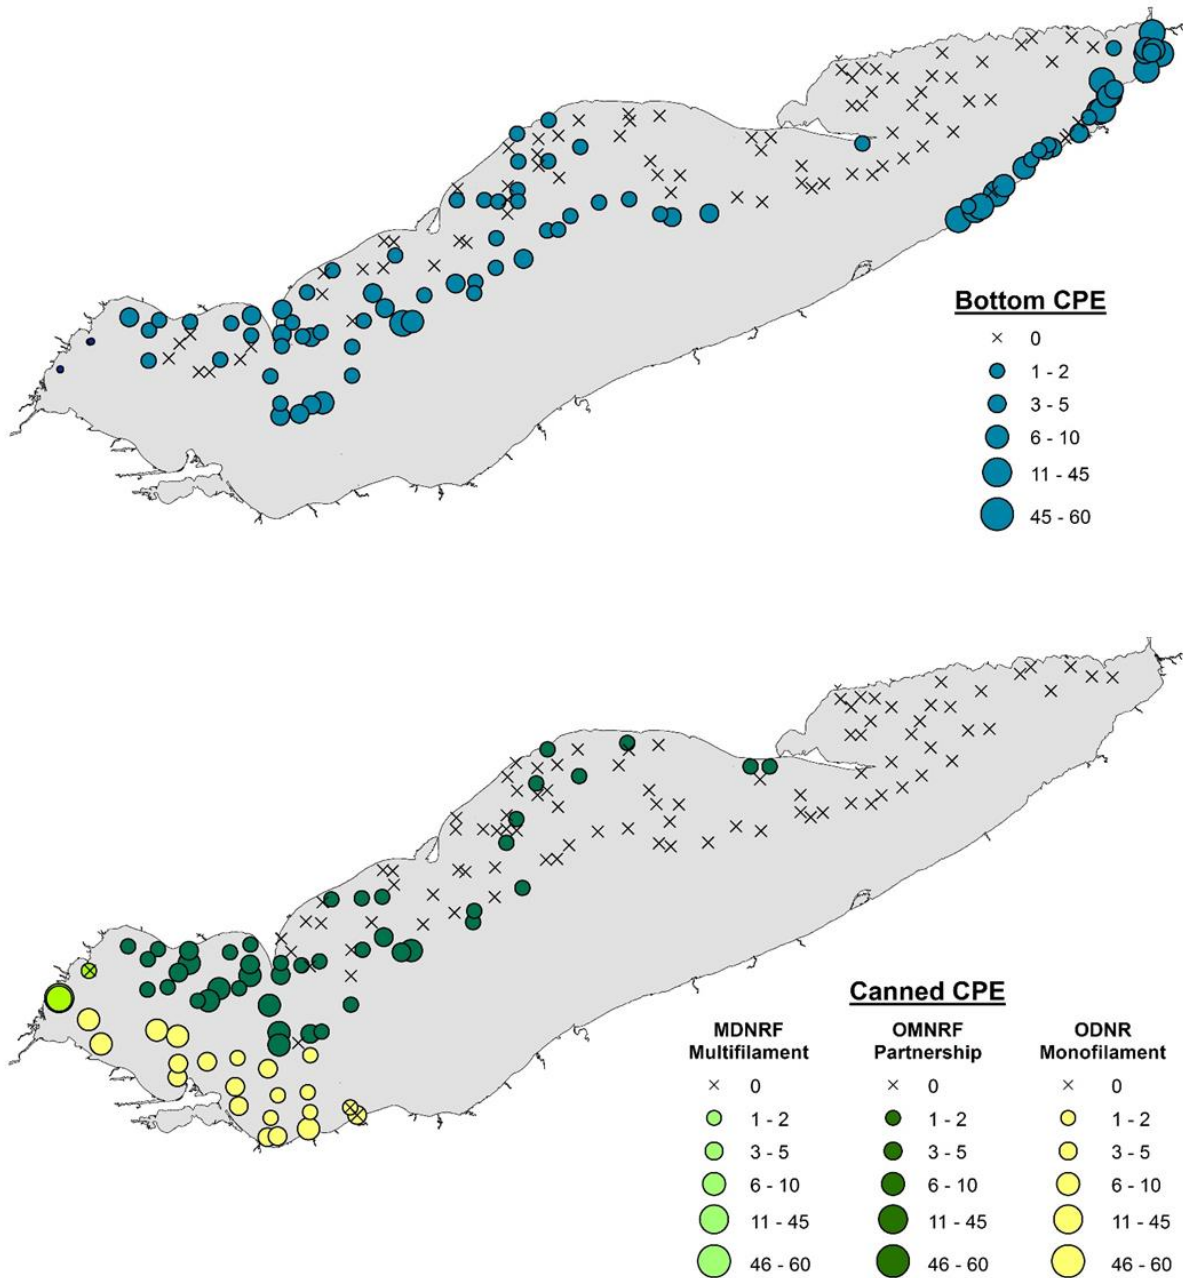 Bottom CPE
× 0
1 - 2
3 - 5
6 - 10
11 - 45
45 - 60
Canned CPE
MDNRF OMNRF ODNR
Multifilament Partnership Monofilament
× 0 × 0 × 0
1 - 2 1 - 2 1 - 2
3 - 5 3 - 5 3 - 5
6 - 10 6 - 10 6 - 10
11 - 45 11 - 45 11 - 45
46 - 60 46 - 60 46 - 60